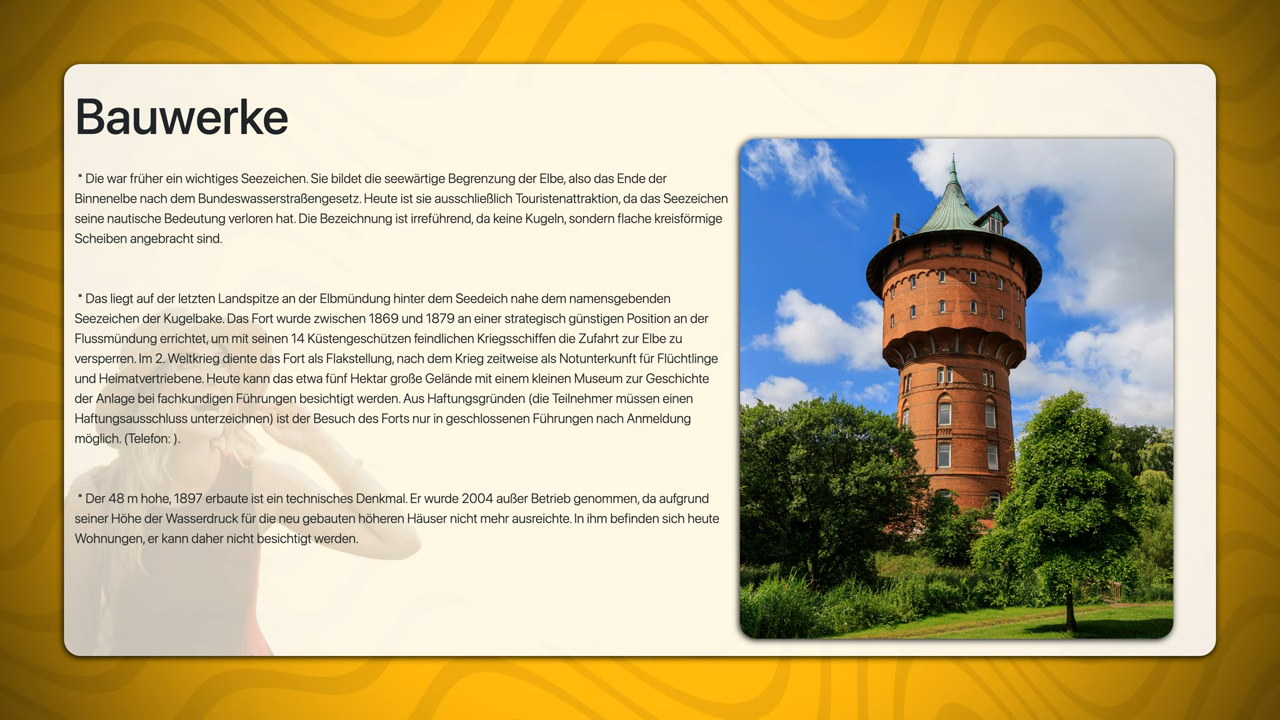 Bauwerke
* Die war früher ein wichtiges Seezeichen. Sie bildet die seewärtige Begrenzung der Elbe, also das Ende der
Binnenelbe nach dem Bundeswasserstraßengesetz. Heute ist sie ausschließlich Touristenattraktion, da das Seezeichen
seine nautische Bedeutung verloren hat. Die Bezeichnung ist irreführend, da keine Kugeln, sondern flache kreisförmige
Scheiben angebracht sind.
* Das liegt auf der letzten Landspitze an der Elbmündung hinter dem Seedeich nahe dem namensgebenden
Seezeichen der Kugelbake. Das Fort wurde zwischen 1869 und 1879 an einer strategisch günstigen Position an der
Flussmündung errichtet, um mit seinen 14 Küstengeschützen feindlichen Kriegsschiffen die Zufahrt zur Elbe zu
versperren. Im 2. Weltkrieg diente das Fort als Flakstellung, nach dem Krieg zeitweise als Notunterkunft für Flüchtlinge
und Heimatvertriebene. Heute kann das etwa fünf Hektar große Gelände mit einem kleinen Museum zur Geschichte
der Anlage bei fachkundigen Führungen besichtigt werden. Aus Haftungsgründen (die Teilnehmer müssen einen
Haftungsausschluss unterzeichnen) ist der Besuch des Forts nur in geschlossenen Führungen nach Anmeldung
möglich. (Telefon: ).
* Der 48 m hohe, 1897 erbaute ist ein technisches Denkmal. Er wurde 2004 außer Betrieb genommen, da aufgrund
seiner Höhe der Wasserdruck für die neu gebauten höheren Häuser nicht mehr ausreichte. In ihm befinden sich heute
Wohnungen, er kann daher nicht besichtigt werden.